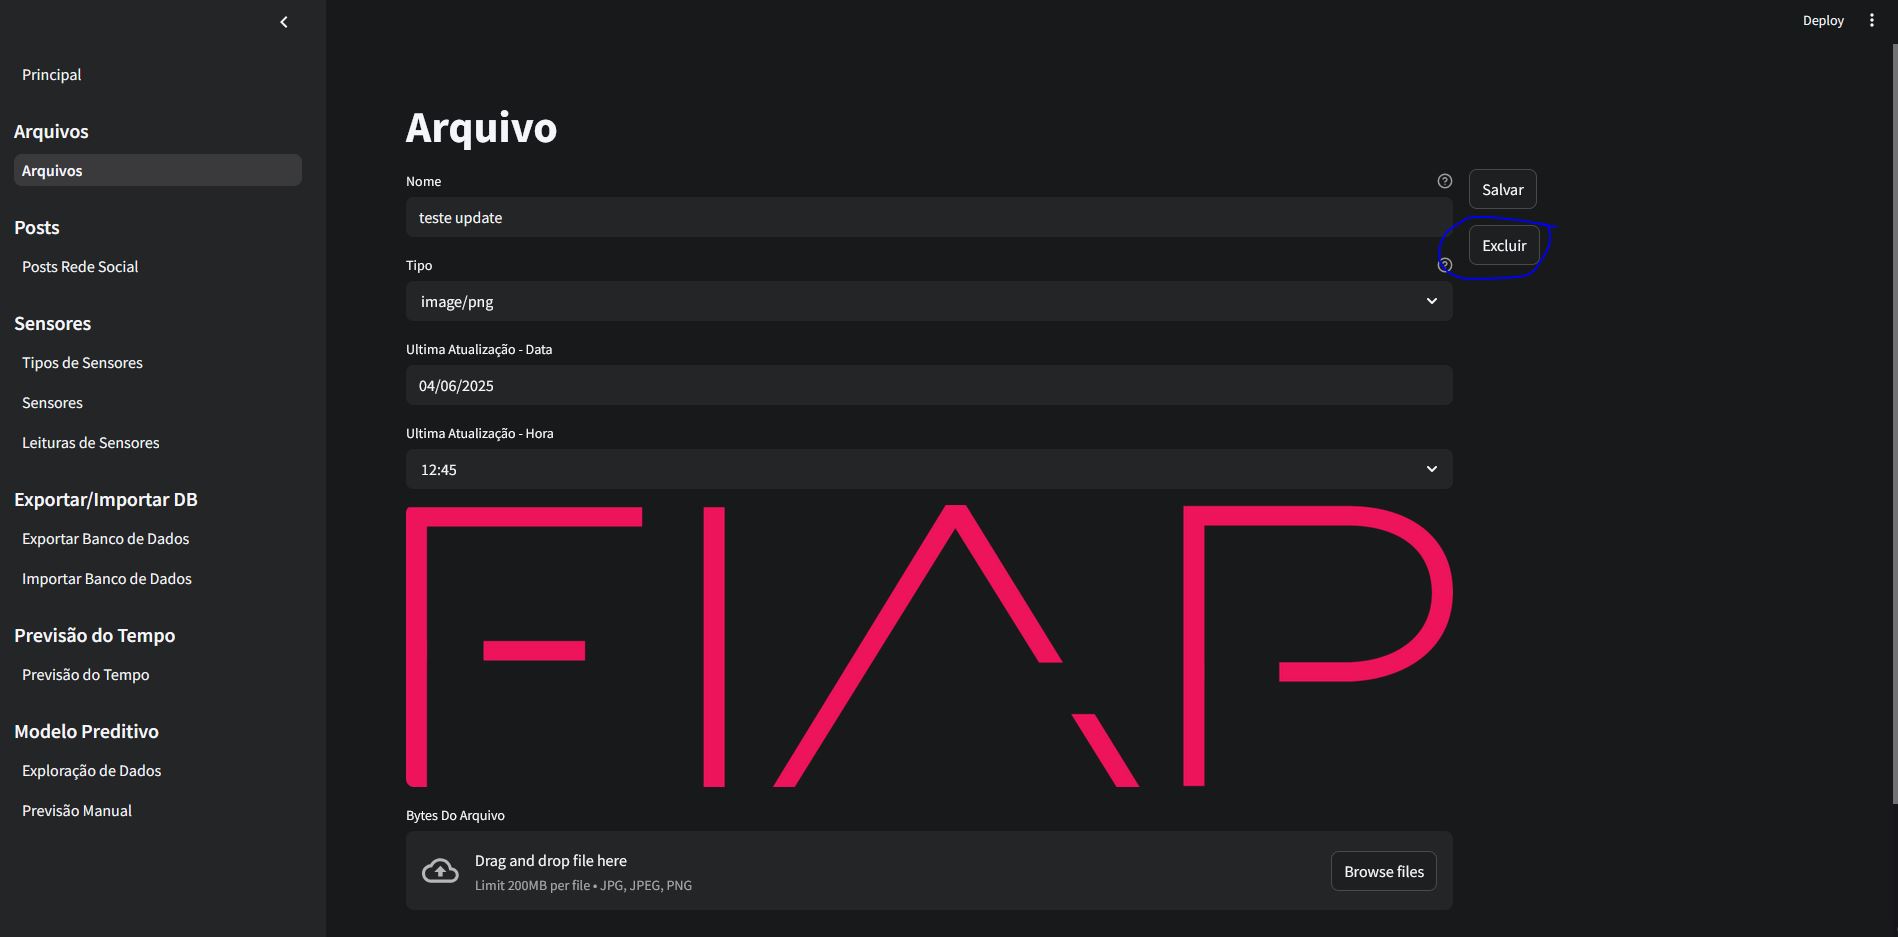 Deploy
Principal
Arquivos
Arquivos
Posts
Posts Rede Social
Sensores
Tipos de Sensores
Sensores
Leituras de Sensores
Exportar/Importar DB
Exportar Banco de Dados
Importar Banco de Dados
Previsão do Tempo
Previsão do Tempo
Modelo Preditivo
Exploração de Dados
Previsão Manual
Arquivo
Nome
teste update
Salvar
Excluir
Tipo
image/png
Ultima Atualização - Data
04/06/2025
Ultima Atualização - Hora
12:45
FIAP
Bytes Do Arquivo
Drag and drop file here
Limit 200MB per file • JPG, JPEG, PNG
Browse files